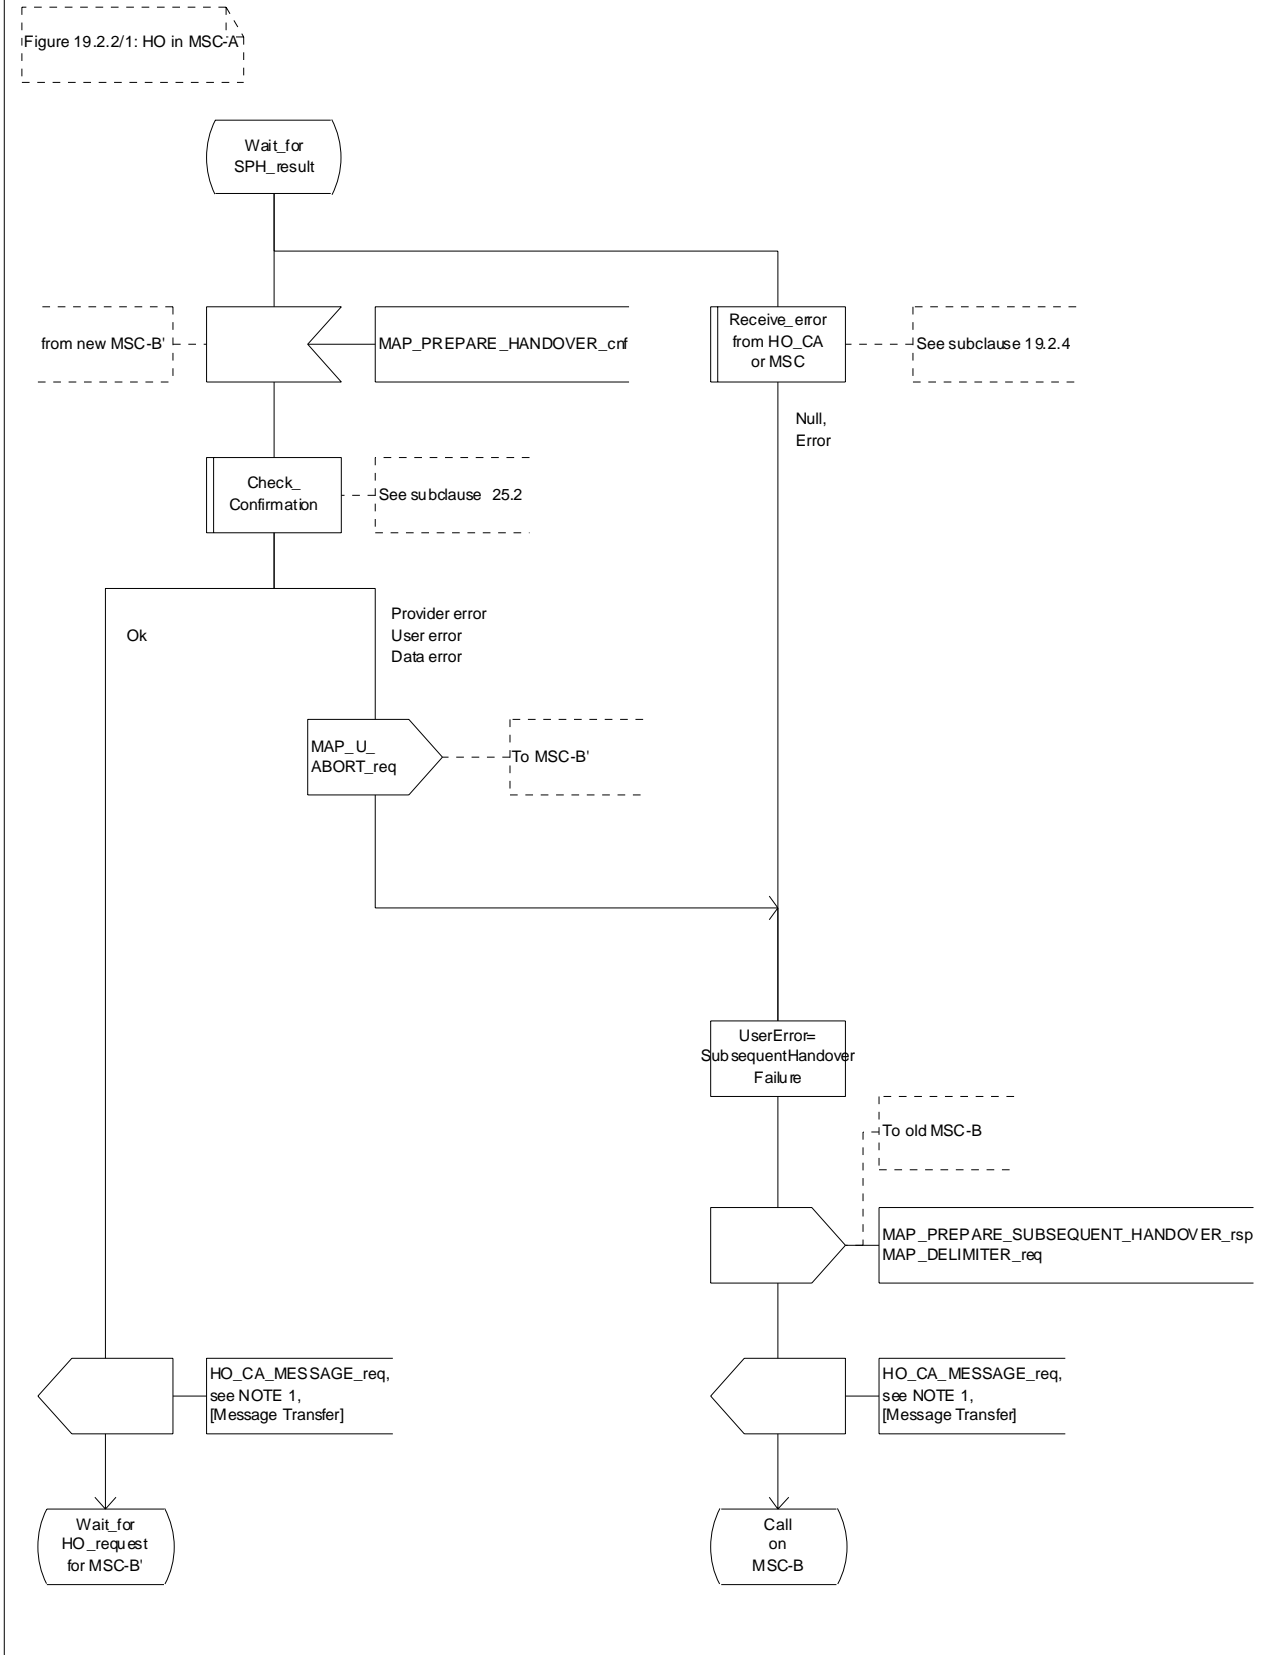 Figure 19.2.2/1: HO in MSC-A
Wait_for
SPH_result
from new MSC-B'
MAP_PREPARE_HANDOVER_cnf
Receive_error
from HO_CA
or MSC
See subclause 19.2.4
Null,
Error
Check_
Confirmation
See subclause 25.2
Ok
Provider error
User error
Data error
MAP_U_
ABORT_req
To MSC-B'
UserError=
SubsequentHandover
Failure
To old MSC-B
MAP_PREPARE_SUBSEQUENT_HANDOVER_rsp
MAP_DELIMITER_req
HO_CA_MESSAGE_req,
see NOTE 1,
[Message Transfer]
HO_CA_MESSAGE_req,
see NOTE 1,
[Message Transfer]
Wait_for
HO_request
for MSC-B'
Call
on
MSC-B